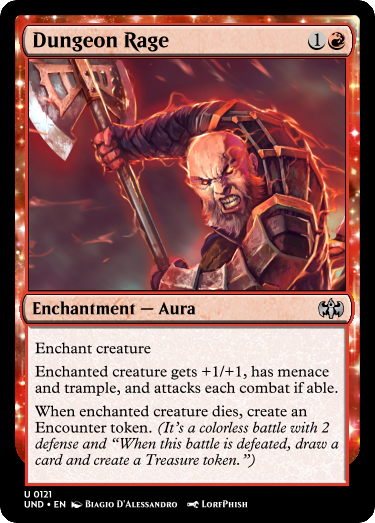 Dungeon Rage 1
Enchantment — Aura
Enchant creature
Enchanted creature gets +1/+1, has menace
and trample, and attacks each combat if able.
When enchanted creature dies, create an
Encounter token. (It's a colorless battle with 2
defense and “When this battle is defeated, draw a
card and create a Treasure token.”)
U 0121
UND • EN Biagio D'Alessandro LorfPhish